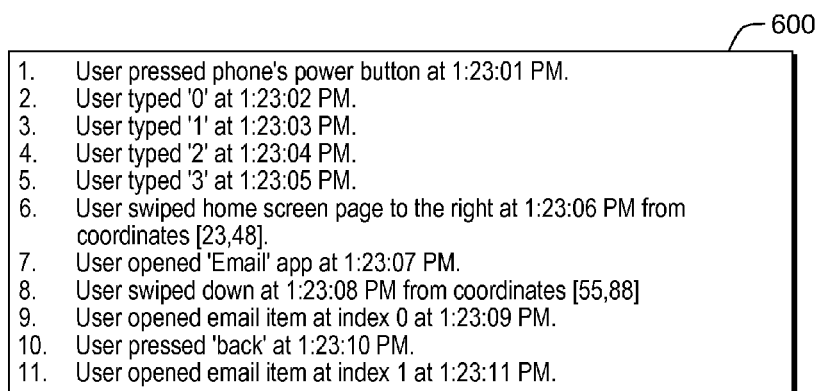 600
1. User pressed phone's power button at 1:23:01 PM.
2. User typed '0' at 1:23:02 PM.
3. User typed '1' at 1:23:03 PM.
4. User typed '2' at 1:23:04 PM.
5. User typed '3' at 1:23:05 PM.
6. User swiped home screen page to the right at 1:23:06 PM from
coordinates [23,48].
7. User opened 'Email' app at 1:23:07 PM.
8. User swiped down at 1:23:08 PM from coordinates [55,88]
9. User opened email item at index 0 at 1:23:09 PM.
10. User pressed 'back' at 1:23:10 PM.
11. User opened email item at index 1 at 1:23:11 PM.